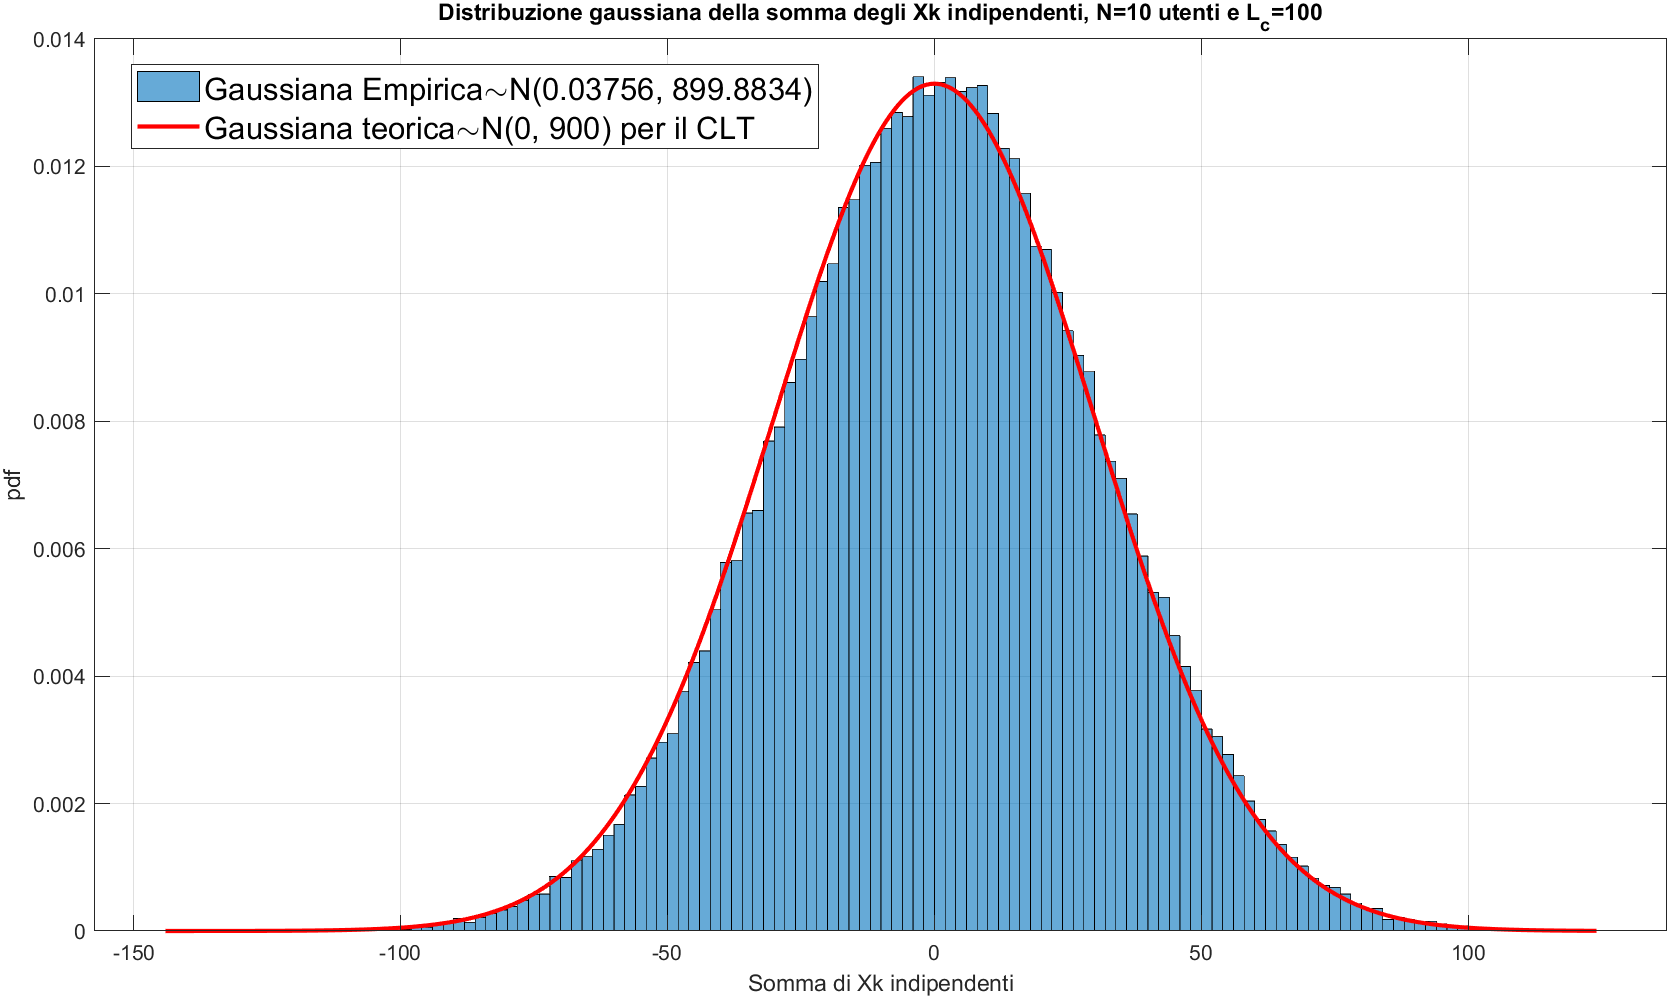 Distribuzione gaussiana della somma degli Xk indipendenti, N=10 utenti e L_c=100
Gaussiana Empirica~N(0.03756, 899.8834)
Gaussiana teorica~N(0, 900) per il CLT
0.014
0.012
0.01
0.008
0.006
0.004
0.002
0
pdf
-150 -100 -50 0 50 100
Somma di Xk indipendenti